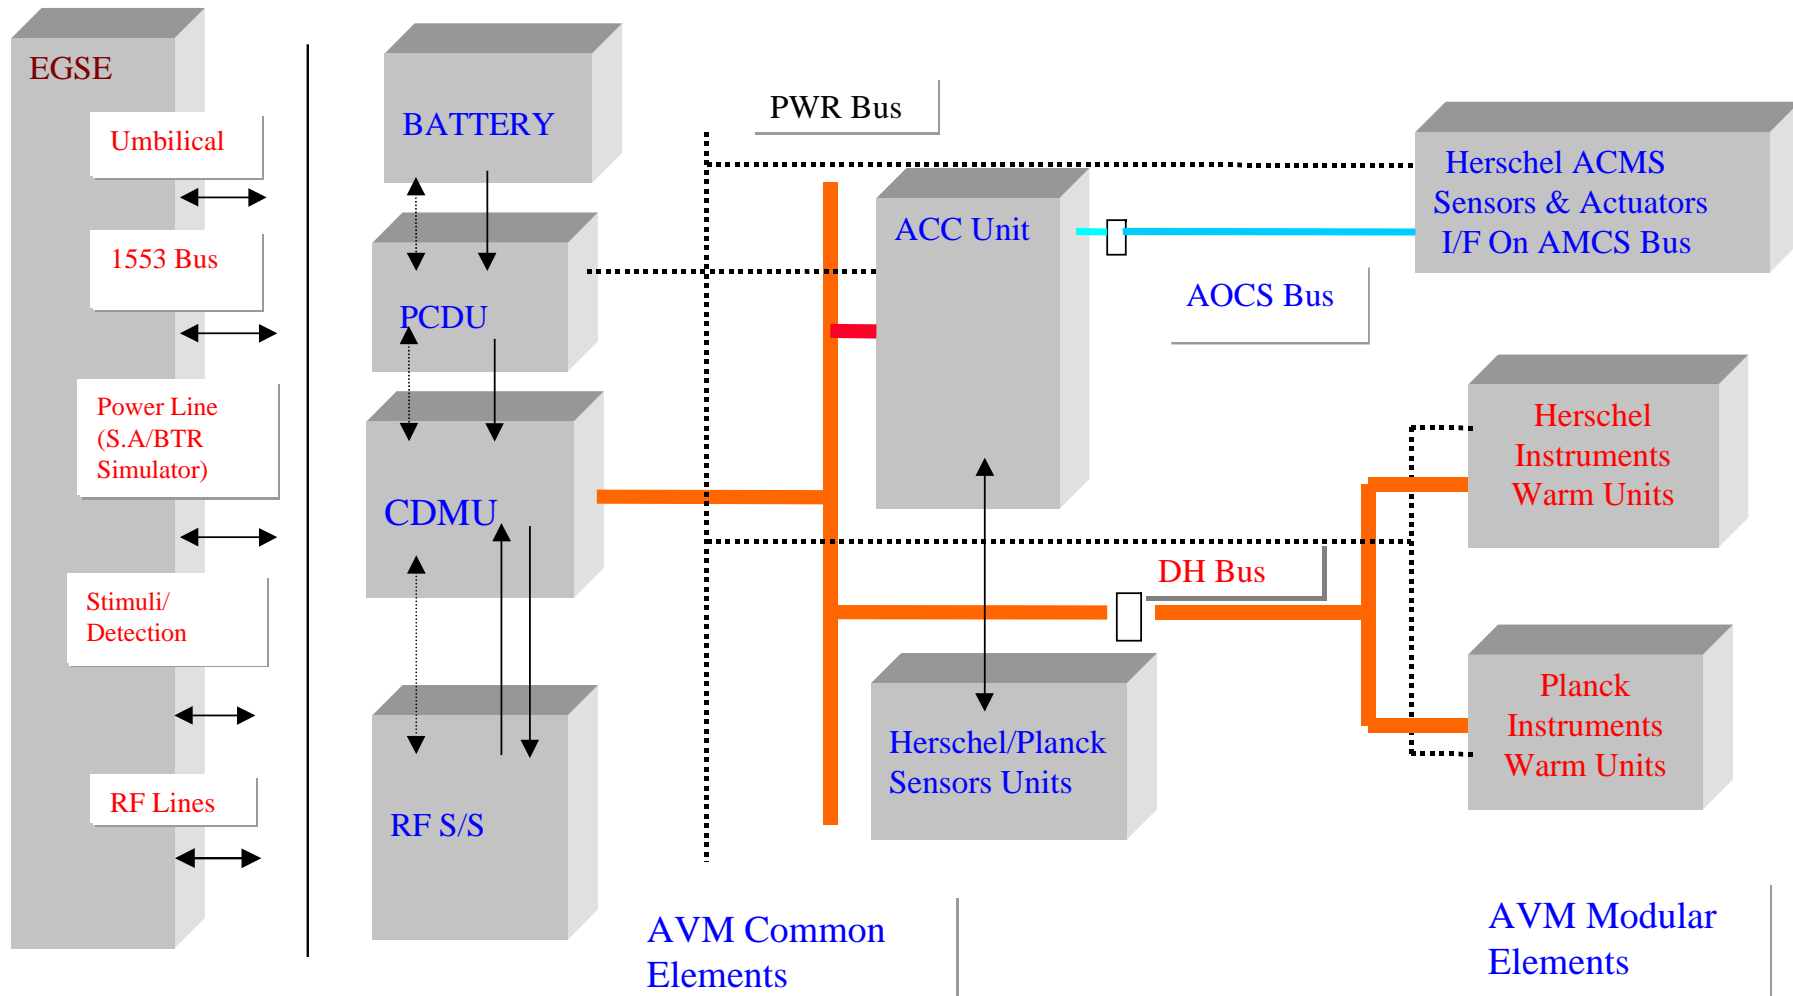 EGSE
Umbilical
1553 Bus
Power Line
(S.A/BTR
Simulator)
Stimuli/
Detection
RF Lines
BATTERY
PCDU
CDMU
RF S/S
PWR Bus
ACC Unit
AOCS Bus
Herschel ACMS
Sensors & Actuators
I/F On AMCS Bus
DH Bus
Herschel
Instruments
Warm Units
Herschel/Planck
Sensors Units
Planck
Instruments
Warm Units
AVM Common
Elements
AVM Modular
Elements